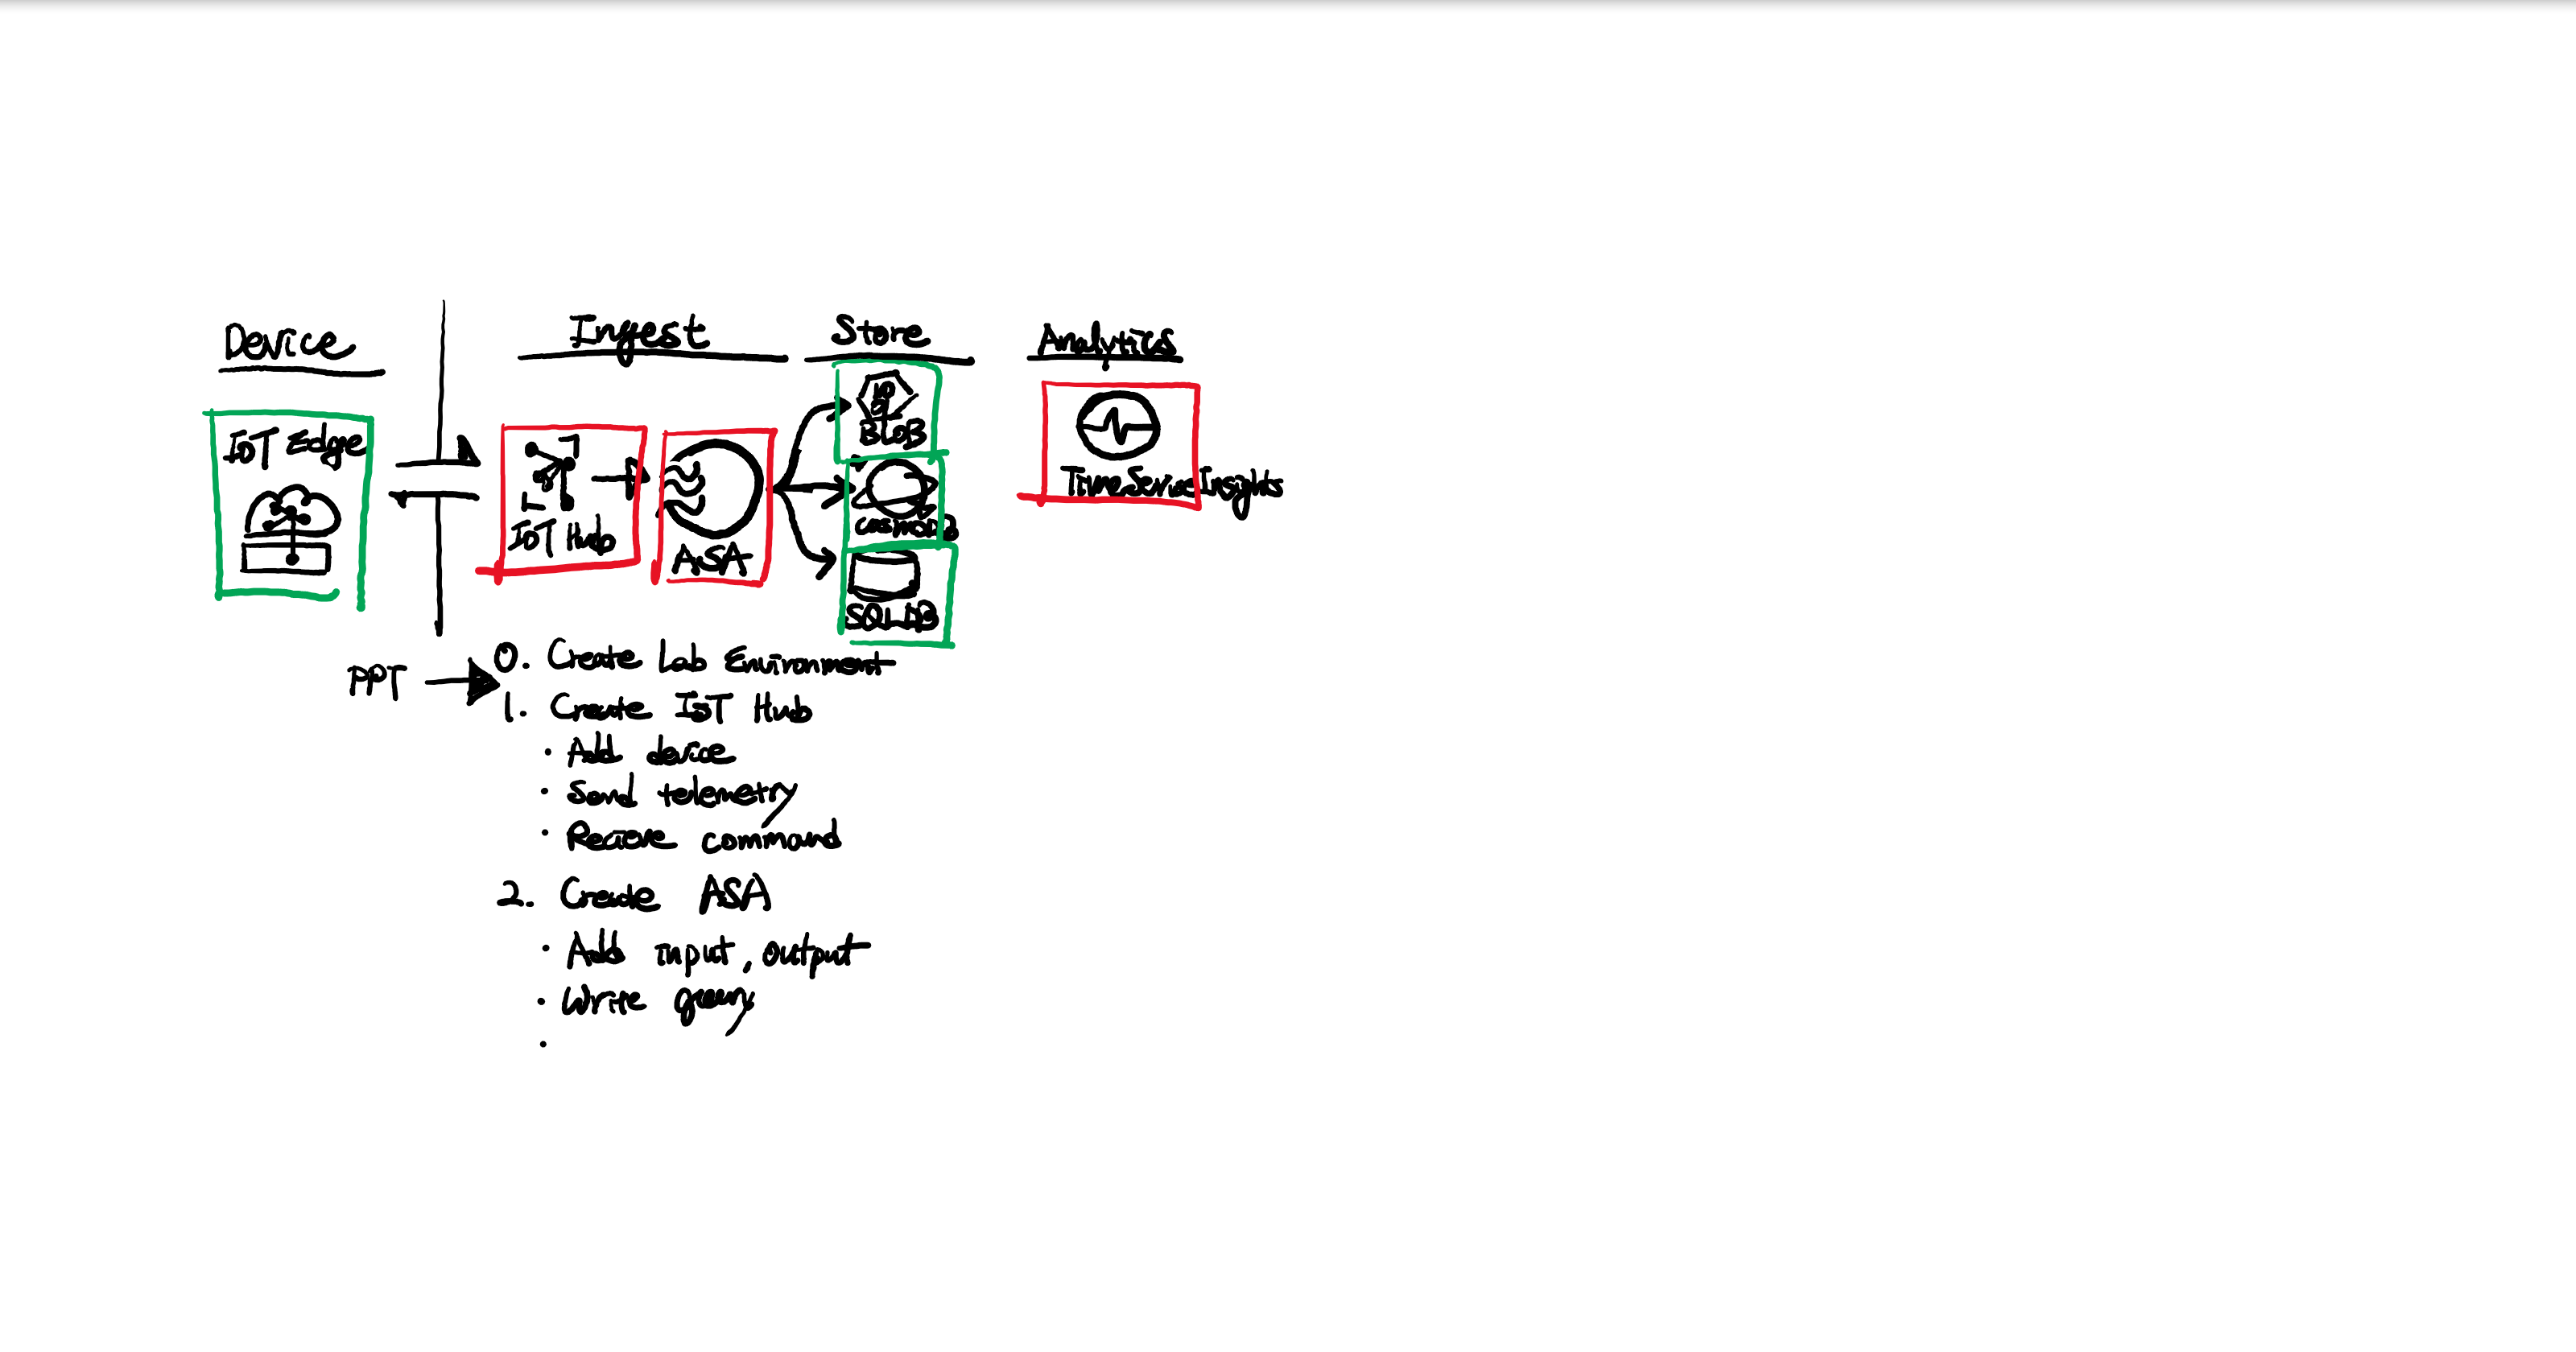 Device
Ingest
Store
Analytics
IoT Edge
IoT Hub
ASA
10
01
BLOB
COSMOSDB
SQLDB
Time Series Insights
PPT
0. Create Lab Environment
1. Create IoT Hub
· Add device
· Send telemetry
· Recieve command
2. Create ASA
· Add input, output
· Write query
·